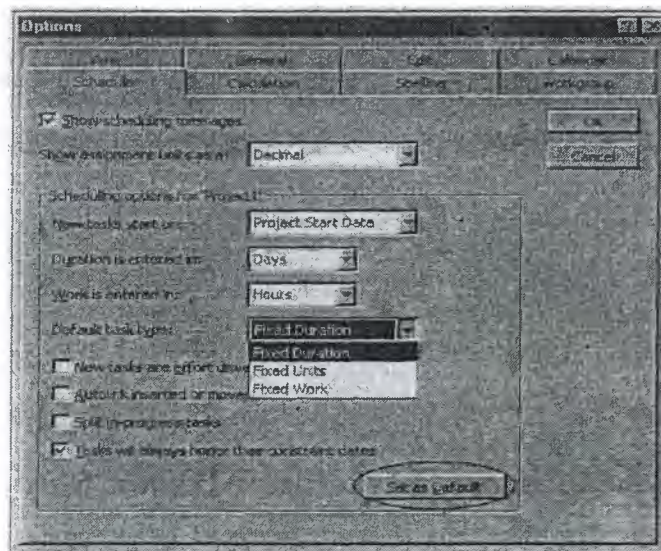 Options
View General Edit Calendar
Schedule Calculation Spelling Workgroup
Show scheduling messages
OK
Show assignment units as a: Decimal
Cancel
Scheduling options for 'Project1'
New tasks start on: Project Start Date
Duration is entered in: Days
Work is entered in: Hours
Default task type: Fixed Duration
Fixed Duration
New tasks are effort driven
Fixed Units
Autolink inserted or moved
Fixed Work
Split in-progress tasks
Tasks will always honor their constraint dates
Set as Default